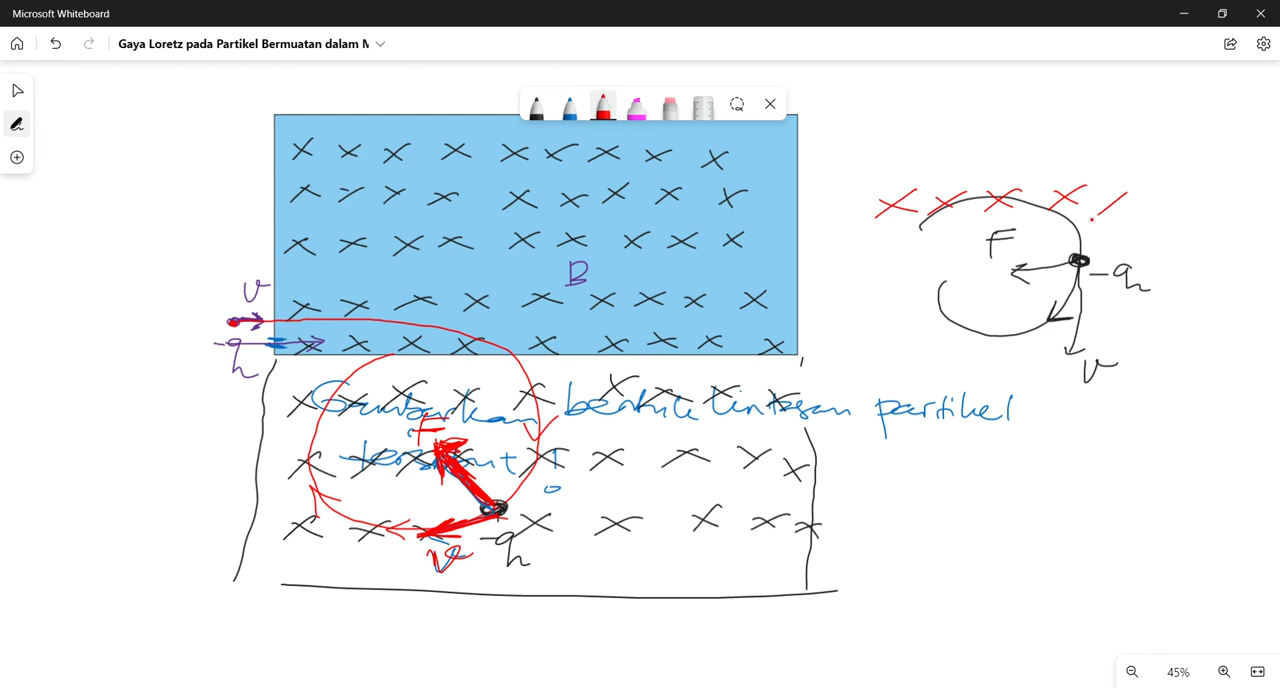 Microsoft Whiteboard
Gaya Loretz pada Partikel Bermuatan dalam M
B
v
-q
F
-q
v
Gambarkan bentuk lintasan partikel
tersebut !
F
v
-q
45%